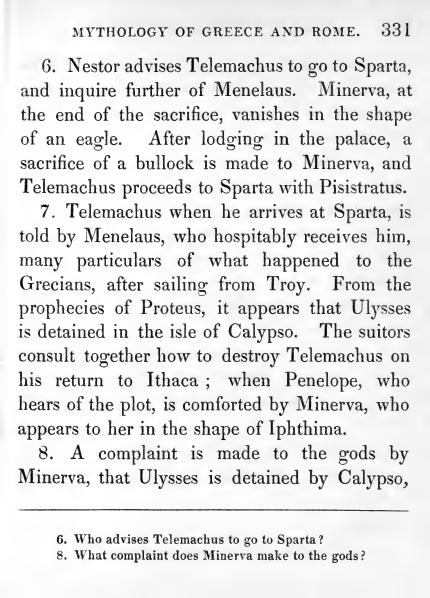 MYTHOLOGY OF GREECE AND ROME. 331
6. Nestor advises Telemachus to go to Sparta,
and inquire further of Menelaus. Minerva, at
the end of the sacrifice, vanishes in the shape
of an eagle. After lodging in the palace, a
sacrifice of a bullock is made to Minerva, and
Telemachus proceeds to Sparta with Pisistratus.
7. Telemachus when he arrives at Sparta, is
told by Menelaus, who hospitably receives him,
many particulars of what happened to the
Grecians, after sailing from Troy. From the
prophecies of Proteus, it appears that Ulysses
is detained in the isle of Calypso. The suitors
consult together how to destroy Telemachus on
his return to Ithaca ; when Penelope, who
hears of the plot, is comforted by Minerva, who
appears to her in the shape of Iphthima.
8. A complaint is made to the gods by
Minerva, that Ulysses is detained by Calypso,
6. Who advises Telemachus to go to Sparta?
8. What complaint does Minerva make to the gods?